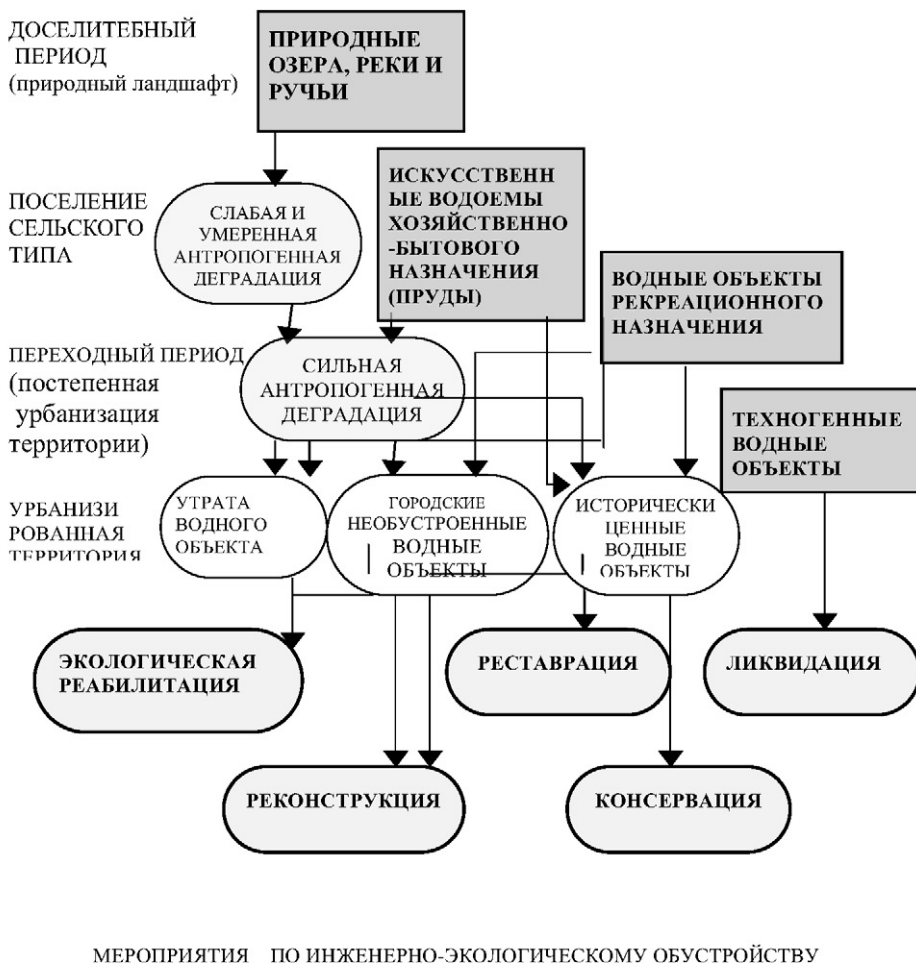 ДОСЕЛИТЕБНЫЙ
ПЕРИОД
(природный ландшафт)
ПРИРОДНЫЕ
ОЗЕРА, РЕКИ И
РУЧЬИ
ПОСЕЛЕНИЕ
СЕЛЬСКОГО
ТИПА
СЛАБАЯ И
УМЕРЕННАЯ
АНТРОПОГЕННАЯ
ДЕГРАДАЦИЯ
ИСКУССТВЕНН
ЫЕ ВОДОЕМЫ
ХОЗЯЙСТВЕННО
-БЫТОВОГО
НАЗНАЧЕНИЯ
(ПРУДЫ)
ВОДНЫЕ ОБЪЕКТЫ
РЕКРЕАЦИОННОГО
НАЗНАЧЕНИЯ
ПЕРЕХОДНЫЙ ПЕРИОД
(постепенная
урбанизация
территории)
СИЛЬНАЯ
АНТРОПОГЕННАЯ
ДЕГРАДАЦИЯ
ТЕХНОГЕННЫЕ
ВОДНЫЕ
ОБЪЕКТЫ
УРБАНИЗИ
РОВАННАЯ
ТЕРРИТОРИЯ
УТРАТА
ВОДНОГО
ОБЪЕКТА
ГОРОДСКИЕ
НЕОБУСТРОЕННЫЕ
ВОДНЫЕ
ОБЪЕКТЫ
ИСТОРИЧЕСКИ
ЦЕННЫЕ
ВОДНЫЕ
ОБЪЕКТЫ
ЭКОЛОГИЧЕСКАЯ
РЕАБИЛИТАЦИЯ
РЕСТАВРАЦИЯ
ЛИКВИДАЦИЯ
РЕКОНСТРУКЦИЯ
КОНСЕРВАЦИЯ
МЕРОПРИЯТИЯ ПО ИНЖЕНЕРНО-ЭКОЛОГИЧЕСКОМУ ОБУСТРОЙСТВУ